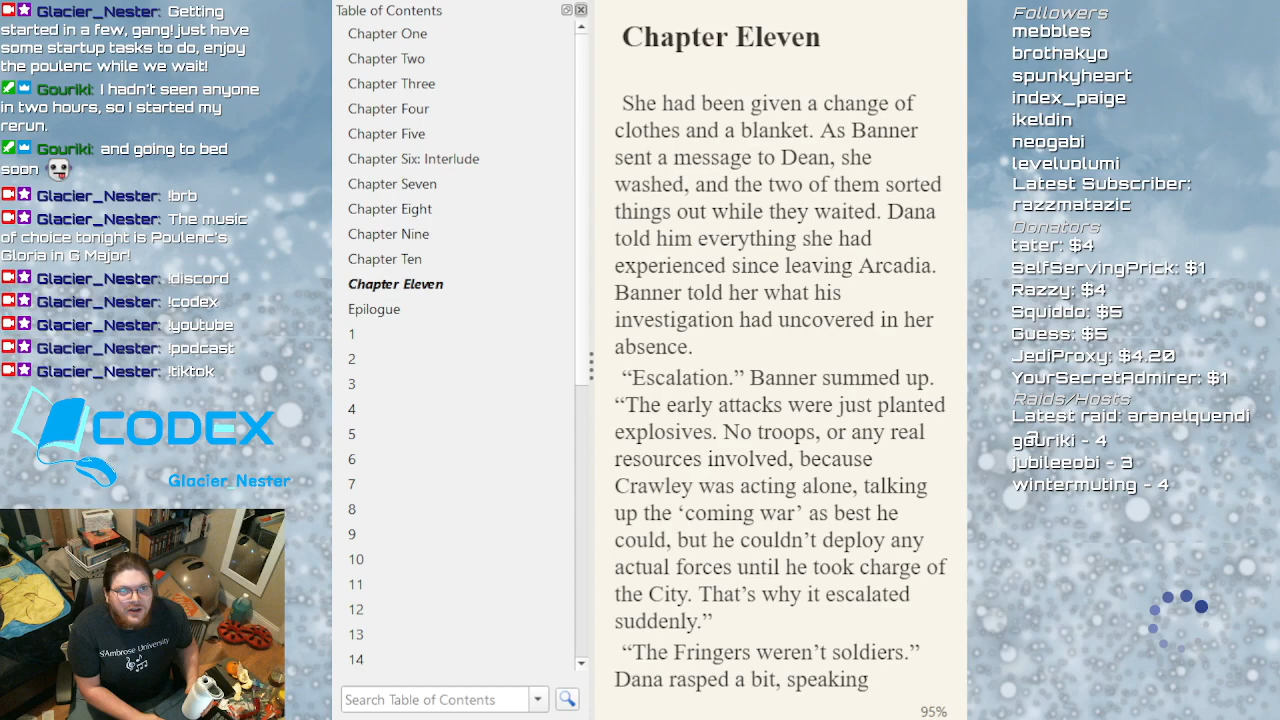 Glacier_Nester: Getting
started in a few, gang! just have
some startup tasks to do, enjoy
the poulenc while we wait!
Gouriki: I hadn't seen anyone
in two hours, so I started my
rerun.
Gouriki: and going to bed
soon
Glacier_Nester: !brb
Glacier_Nester: The music
of choice tonight is Poulenc's
Gloria in G Major!
Glacier_Nester: !discord
Glacier_Nester: !codex
Glacier_Nester: !youtube
Glacier_Nester: !podcast
Glacier_Nester: !tiktok
CODEX
Glacier_Nester
St. Ambrose University
Table of Contents
Chapter One
Chapter Two
Chapter Three
Chapter Four
Chapter Five
Chapter Six: Interlude
Chapter Seven
Chapter Eight
Chapter Nine
Chapter Ten
Chapter Eleven
Epilogue
1
2
3
4
5
6
7
8
9
10
11
12
13
14
Search Table of Contents
Chapter Eleven
She had been given a change of
clothes and a blanket. As Banner
sent a message to Dean, she
washed, and the two of them sorted
things out while they waited. Dana
told him everything she had
experienced since leaving Arcadia.
Banner told her what his
investigation had uncovered in her
absence.
“Escalation.” Banner summed up.
“The early attacks were just planted
explosives. No troops, or any real
resources involved, because
Crawley was acting alone, talking
up the ‘coming war’ as best he
could, but he couldn’t deploy any
actual forces until he took charge of
the City. That’s why it escalated
suddenly.”
“The Fringers weren’t soldiers.”
Dana rasped a bit, speaking
95%
Followers
mebbles
brothakyo
spunkyheart
index_paige
ikeldin
neogabi
leveluolumi
Latest Subscriber:
razzmatazic
Donators
tater: $4
SelfServingPrick: $1
Razzy: $4
Squiddo: $5
Guess: $5
JediProxy: $4.20
YourSecretAdmirer: $1
Raids/Hosts
Latest raid: aranelquendi
gouriki - 4
jubileeobi - 3
wintermuting - 4